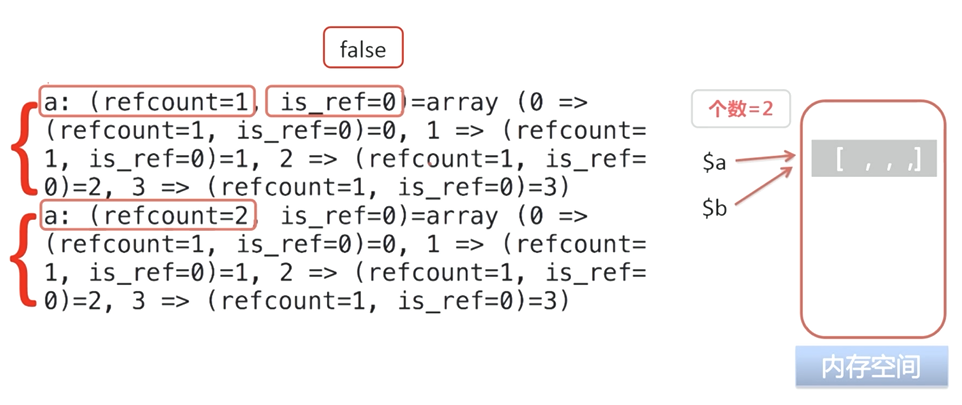 false
a: (refcount=1, is_ref=0)=array (0 =>
(refcount=1, is_ref=0)=0, 1 => (refcount=
1, is_ref=0)=1, 2 => (refcount=1, is_ref=
0)=2, 3 => (refcount=1, is_ref=0)=3)
a: (refcount=2, is_ref=0)=array (0 =>
(refcount=1, is_ref=0)=0, 1 => (refcount=
1, is_ref=0)=1, 2 => (refcount=1, is_ref=
0)=2, 3 => (refcount=1, is_ref=0)=3)
个数=2
$a
$b
[ , , ,]
内存空间